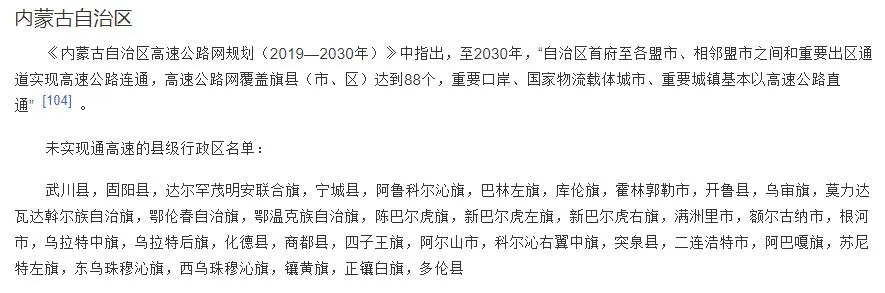 内蒙古自治区
《内蒙古自治区高速公路网规划（2019—2030年）》中指出，至2030年，“自治区首府至各盟市、相邻盟市之间和重要出区通
道实现高速公路连通，高速公路网覆盖旗县（市、区）达到88个，重要口岸、国家物流载体城市、重要城镇基本以高速公路直
通” [104] 。
未实现通高速的县级行政区名单：
武川县，固阳县，达尔罕茂明安联合旗，宁城县，阿鲁科尔沁旗，巴林左旗，库伦旗，霍林郭勒市，开鲁县，乌审旗，莫力达
瓦达斡尔族自治旗，鄂伦春自治旗，鄂温克族自治旗，陈巴尔虎旗，新巴尔虎左旗，新巴尔虎右旗，满洲里市，额尔古纳市，根河
市，乌拉特中旗，乌拉特后旗，化德县，商都县，四子王旗，阿尔山市，科尔沁右翼中旗，突泉县，二连浩特市，阿巴嘎旗，苏尼
特左旗，东乌珠穆沁旗，西乌珠穆沁旗，镶黄旗，正镶白旗，多伦县